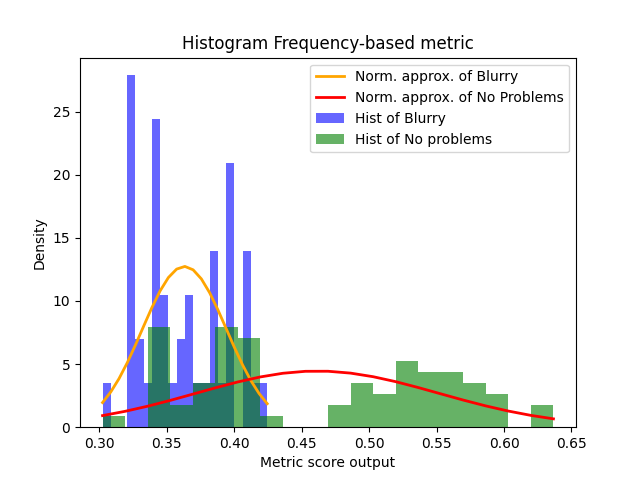 Histogram Frequency-based metric
Norm. approx. of Blurry
Norm. approx. of No Problems
Hist of Blurry
Hist of No problems
Density
25
20
15
10
5
0
0.30 0.35 0.40 0.45 0.50 0.55 0.60 0.65
Metric score output